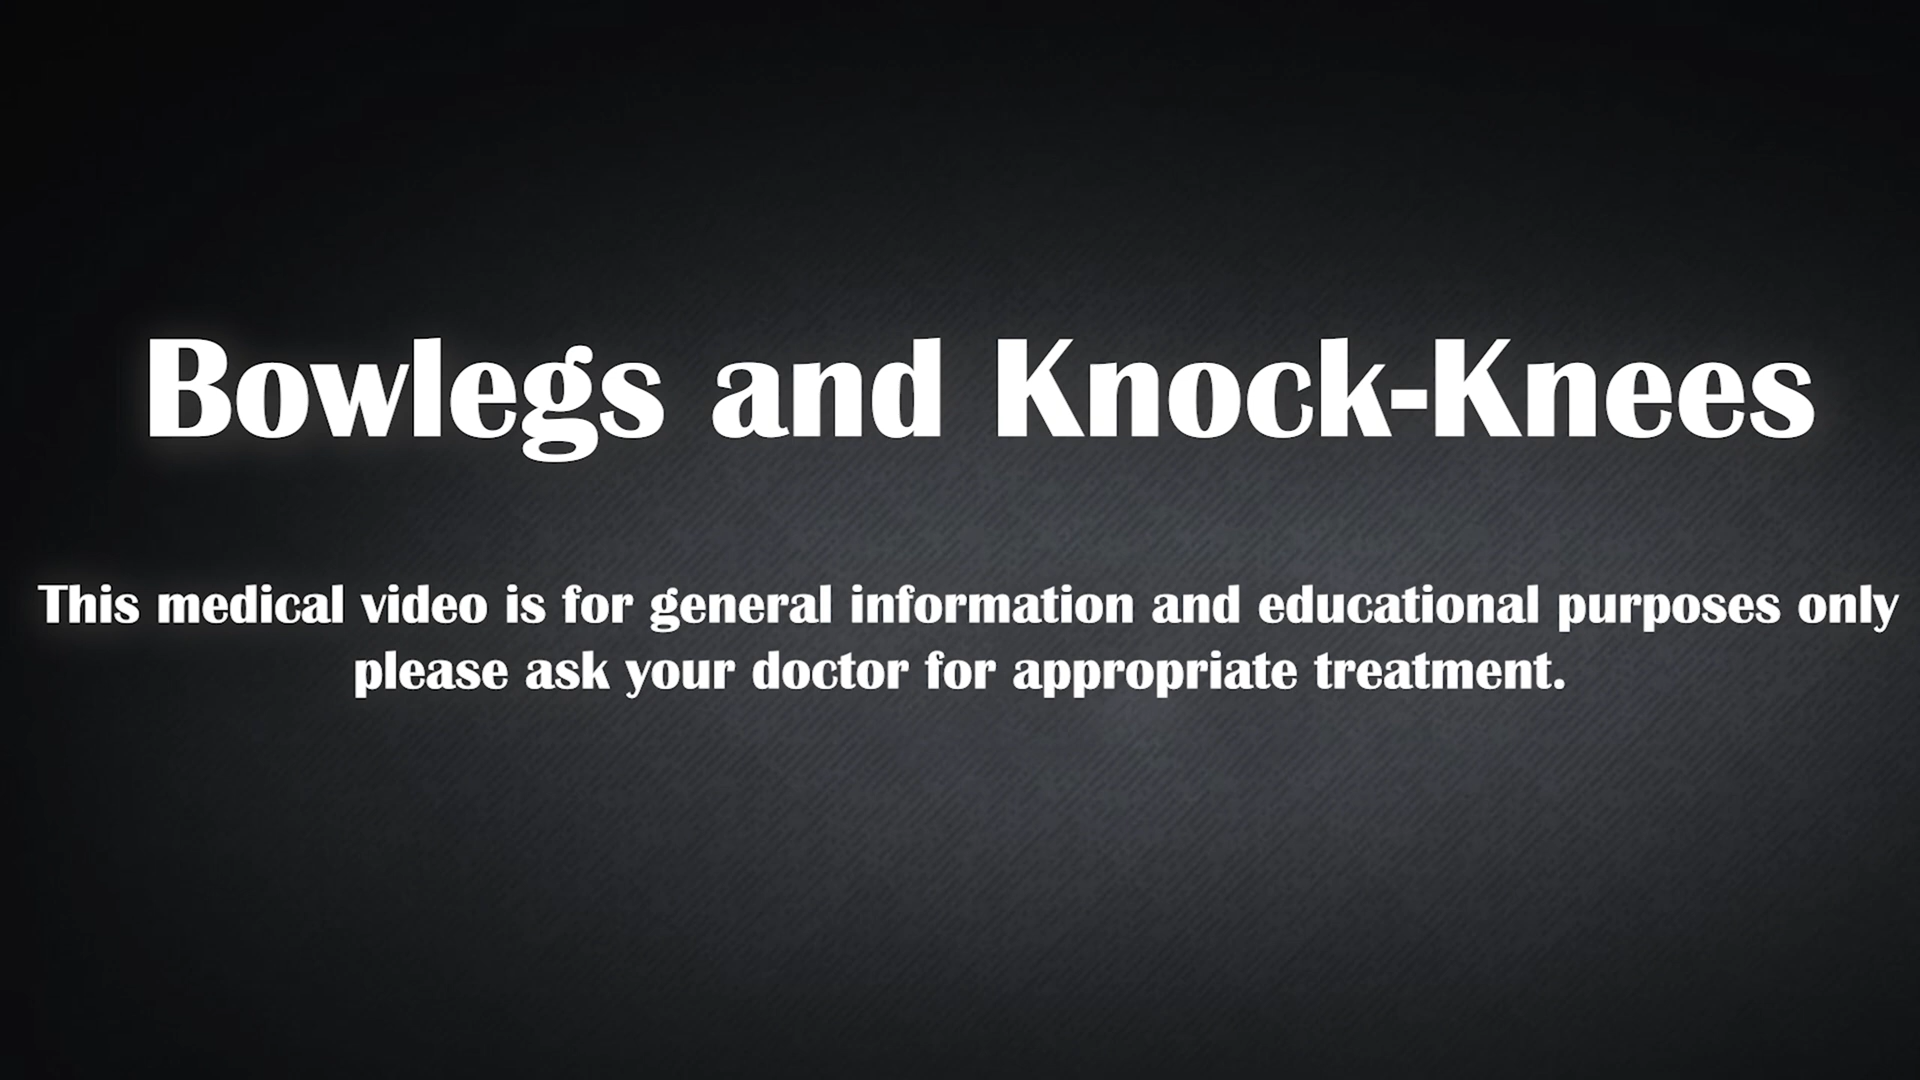 Bowlegs and Knock-Knees
This medical video is for general information and educational purposes only
please ask your doctor for appropriate treatment.